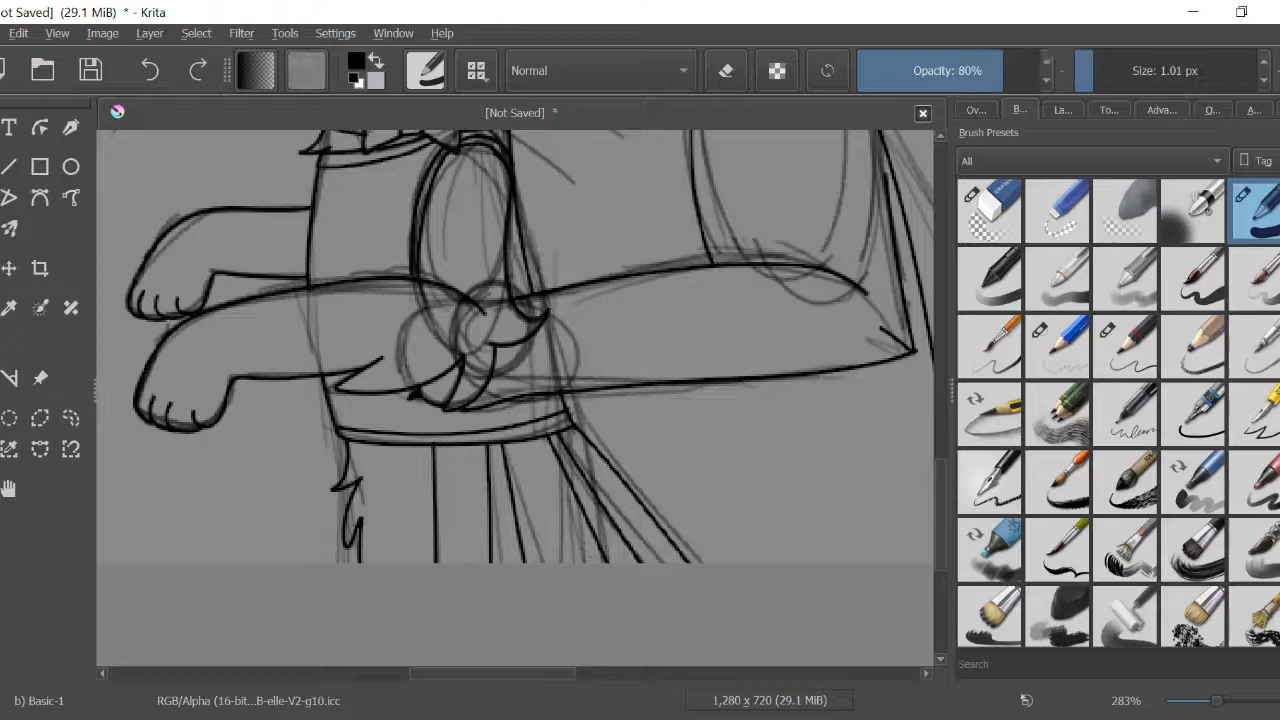 ot Saved] (29.1 MiB) * - Krita
Edit View Image Layer Select Filter Tools Settings Window Help
Normal
Opacity: 80%
Size: 1.01 px
[Not Saved] *
Ov... B... La... To... Adva... O... A...
Brush Presets
All
Tag
Search
b) Basic-1
RGB/Alpha (16-bit...B-elle-V2-g10.icc
1,280 x 720 (29.1 MiB)
283%